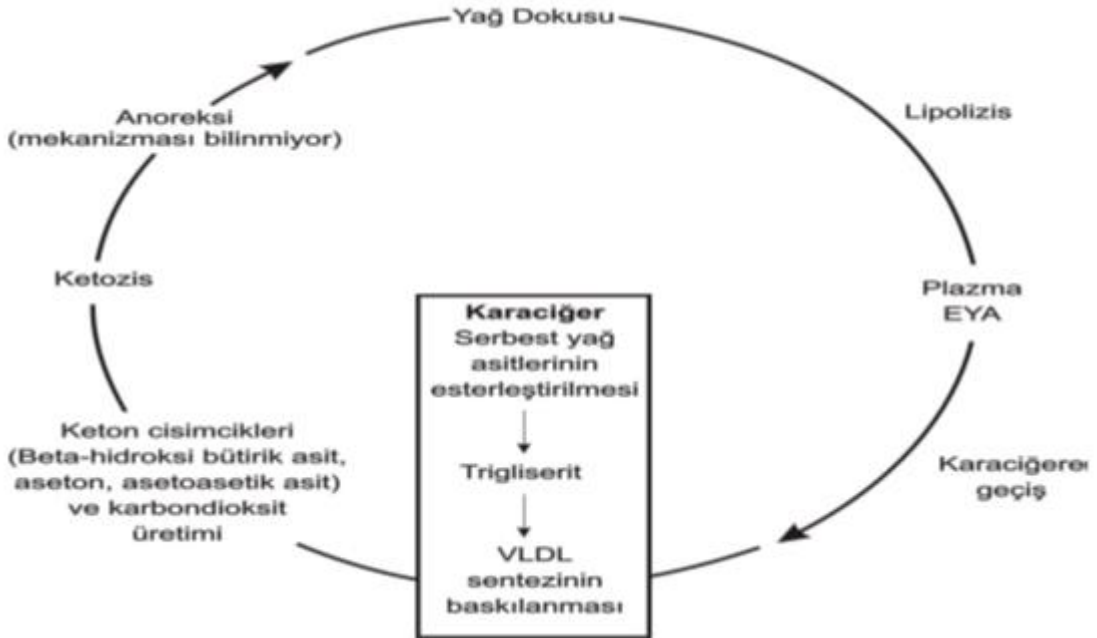 Yağ Dokusu
Lipolizis
Plazma
EYA
Karaciğere
geçiş
Karaciğer
Serbest yağ
asitlerinin
esterleştirilmesi
Trigliserit
VLDL
sentezinin
baskılanması
Keton cisimcikleri
(Beta-hidroksi bütirik asit,
aseton, asetoasetik asit)
ve karbondioksit
üretimi
Ketozis
Anoreksi
(mekanizması bilinmiyor)